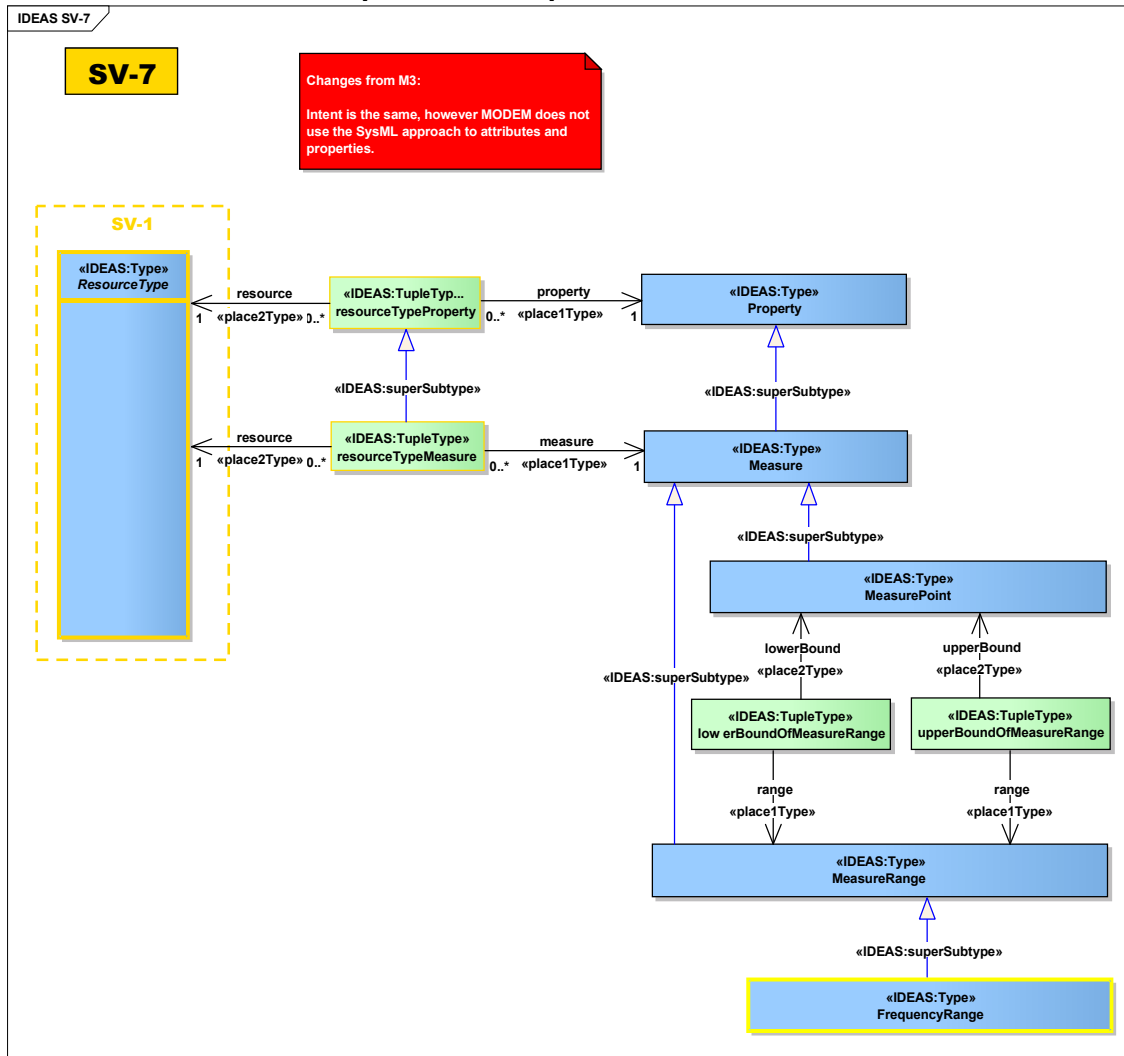 IDEAS SV-7
SV-7
Changes from M3:
Intent is the same, however MODEM does not
use the SysML approach to attributes and
properties.
SV-1
«IDEAS:Type»
ResourceType
resource
«place2Type»
1
0..*
«IDEAS:TupleTyp...
resourceTypeProperty
property
«place1Type»
0..*
1
«IDEAS:Type»
Property
«IDEAS:superSubtype»
«IDEAS:superSubtype»
resource
«place2Type»
1
0..*
«IDEAS:TupleType»
resourceTypeMeasure
measure
«place1Type»
0..*
1
«IDEAS:Type»
Measure
«IDEAS:superSubtype»
«IDEAS:Type»
MeasurePoint
lowerBound
«place2Type»
upperBound
«place2Type»
«IDEAS:superSubtype»
«IDEAS:TupleType»
low erBoundOfMeasureRange
«IDEAS:TupleType»
upperBoundOfMeasureRange
range
«place1Type»
range
«place1Type»
«IDEAS:Type»
MeasureRange
«IDEAS:superSubtype»
«IDEAS:Type»
FrequencyRange